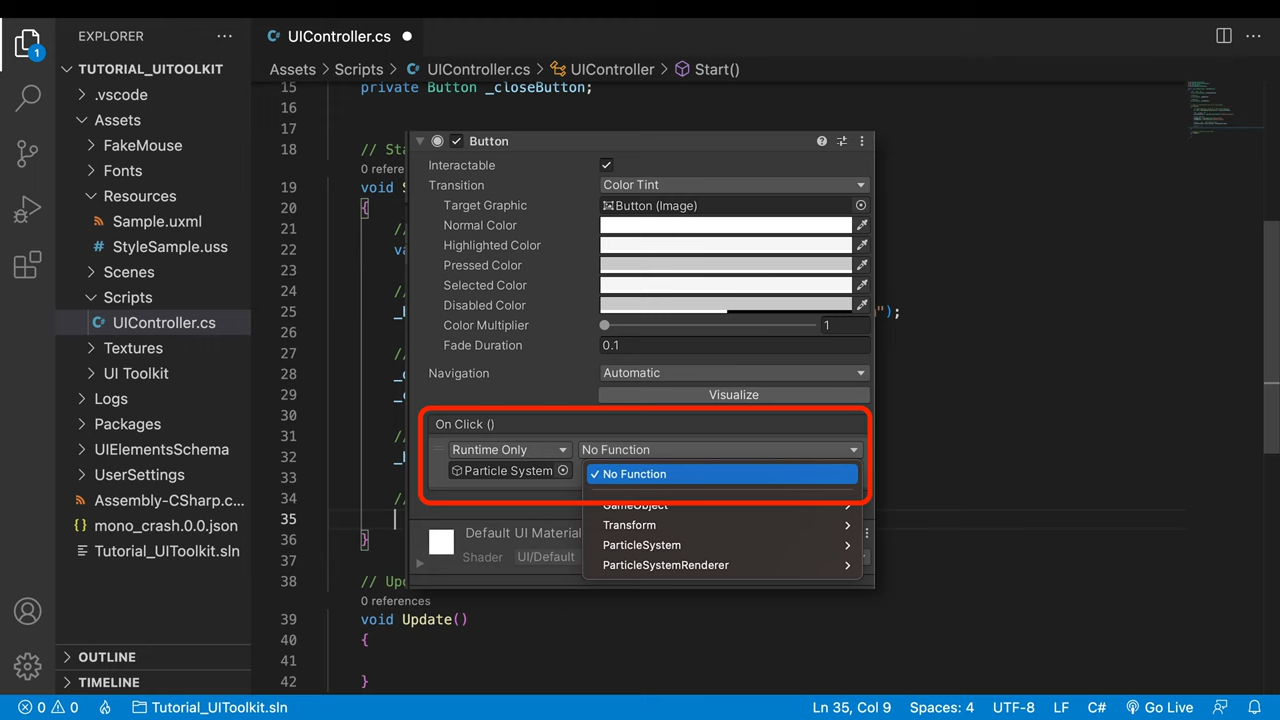 EXPLORER
UIController.cs
TUTORIAL_UITOOLKIT
Assets > Scripts > UIController.cs > UIController > Start()
.vscode
Assets
FakeMouse
Fonts
Resources
Sample.uxml
StyleSample.uss
Scenes
Scripts
UIController.cs
Textures
UI Toolkit
Logs
Packages
UIElementsSchema
UserSettings
Assembly-CSharp.c...
mono_crash.0.0.json
Tutorial_UIToolkit.sln
OUTLINE
TIMELINE
1
15 private Button _closeButton;
16
17
18 // Sta
0 refere
19 void S
20 {
21 //
22 va
23
24 //
25 _b n");
26
27 //
28 _c
29 _c
30
31 //
32 _b
33
34 //
35
36 }
37
38 // Upd
0 references
39 void Update()
40 {
41
42 }
Button
Interactable
Transition Color Tint
Target Graphic Button (Image)
Normal Color
Highlighted Color
Pressed Color
Selected Color
Disabled Color
Color Multiplier 1
Fade Duration 0.1
Navigation Automatic
Visualize
On Click ()
Runtime Only No Function
Particle System
No Function
GameObject
Transform
ParticleSystem
ParticleSystemRenderer
Default UI Material
Shader UI/Default
0 0 Tutorial_UIToolkit.sln Ln 35, Col 9 Spaces: 4 UTF-8 LF C# Go Live